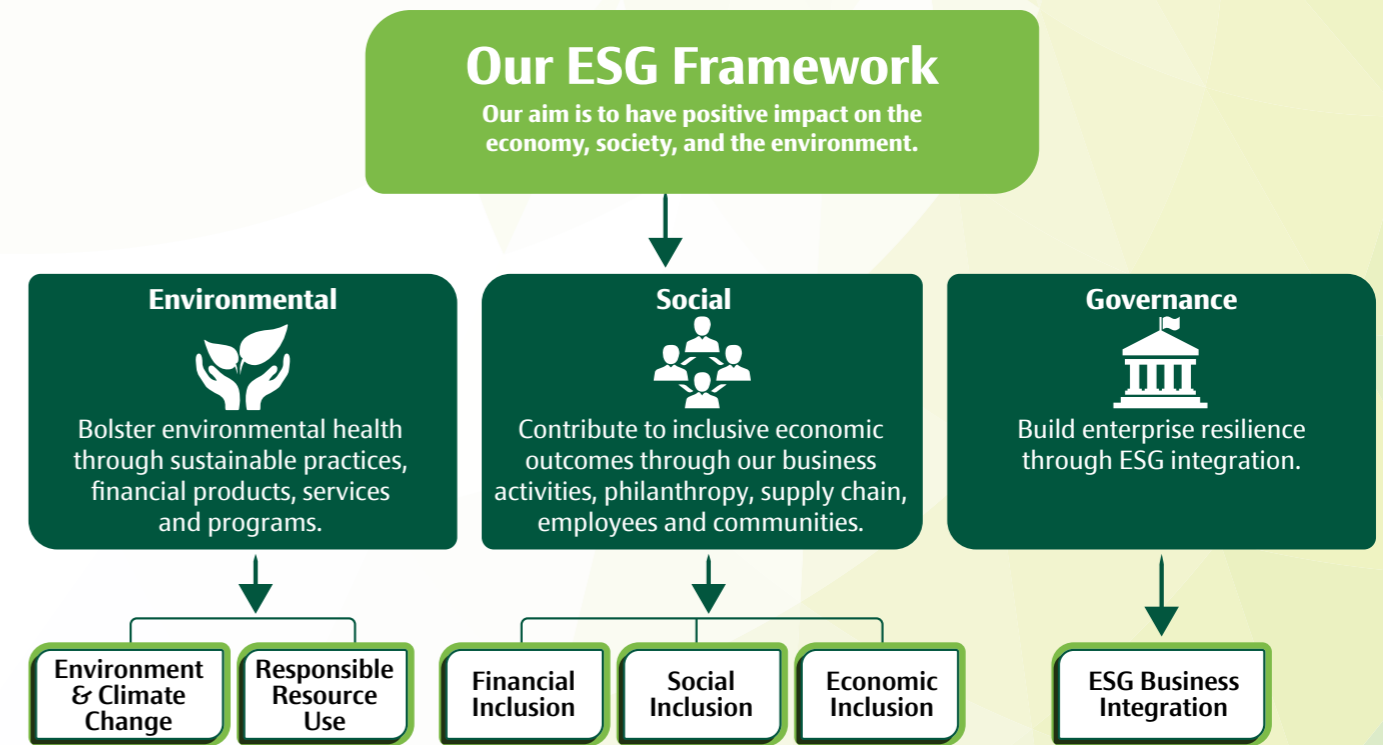 Our ESG Framework
Our aim is to have positive impact on the
economy, society, and the environment.
Environmental
Bolster environmental health
through sustainable practices,
financial products, services
and programs.
Social
Contribute to inclusive economic
outcomes through our business
activities, philanthropy, supply chain,
employees and communities.
Governance
Build enterprise resilience
through ESG integration.
Environment
& Climate
Change
Responsible
Resource
Use
Financial
Inclusion
Social
Inclusion
Economic
Inclusion
ESG Business
Integration